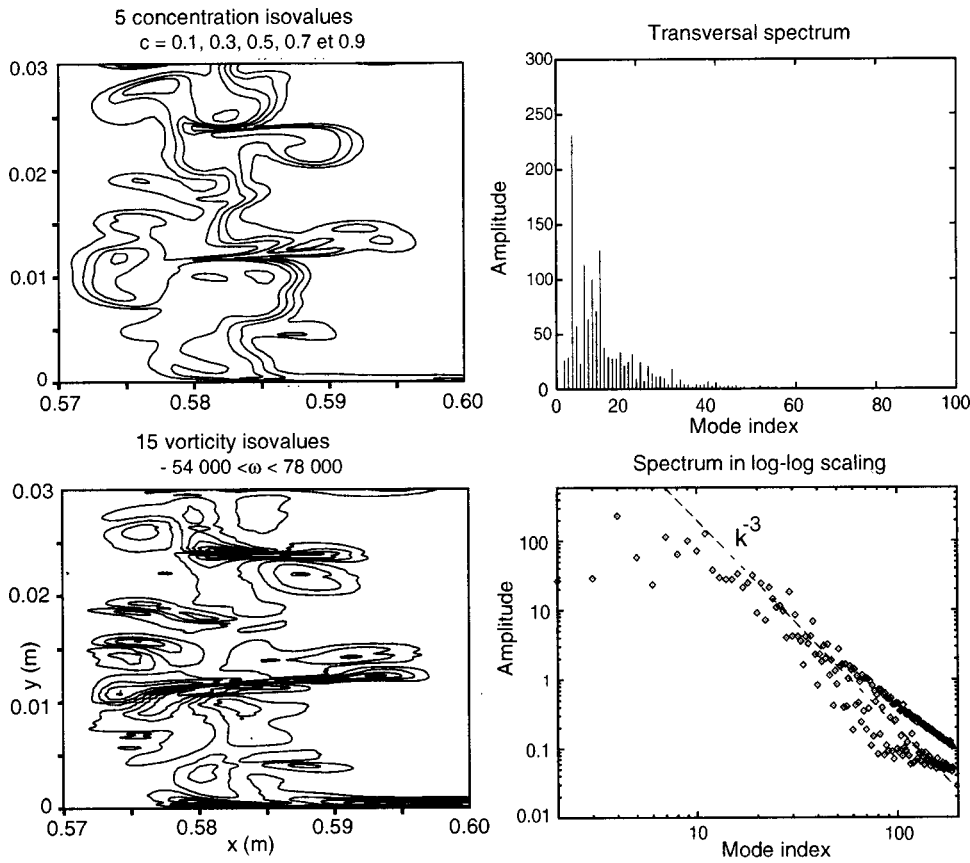 5 concentration isovalues
c = 0.1, 0.3, 0.5, 0.7 et 0.9
0.03
0.02
0.01
0
0.57
0.58
0.59
0.60
Transversal spectrum
300
250
200
150
100
50
0
Amplitude
0
20
40
60
80
100
Mode index
15 vorticity isovalues
- 54 000 <ω < 78 000
0.03
0.02
0.01
0
y (m)
0.57
0.58
0.59
0.60
x (m)
Spectrum in log-log scaling
100
10
1
0.1
0.01
Amplitude
k-3
10
100
Mode index